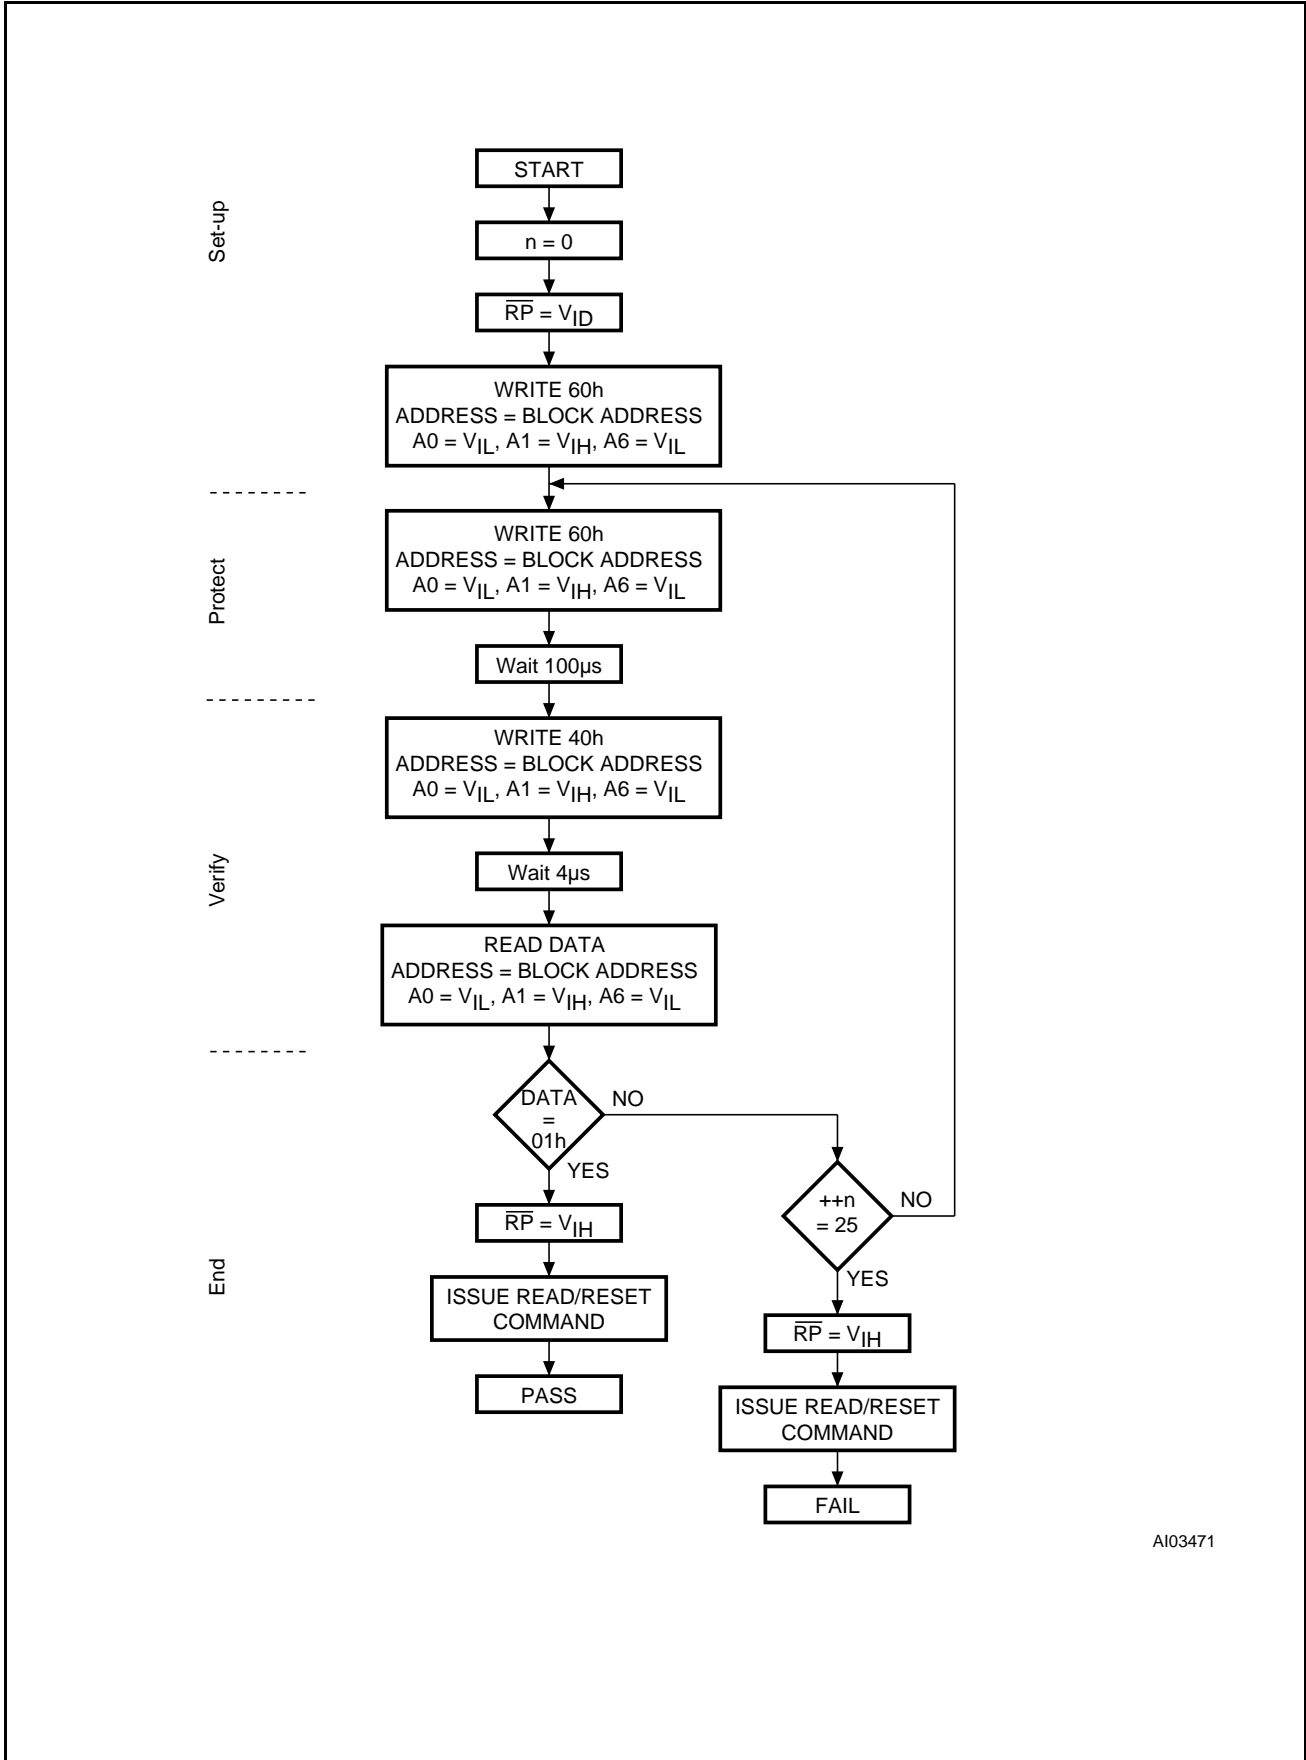 Set-up
START
n = 0
R̅P̅ = VID
WRITE 60h
ADDRESS = BLOCK ADDRESS
A0 = VIL, A1 = VIH, A6 = VIL
Protect
WRITE 60h
ADDRESS = BLOCK ADDRESS
A0 = VIL, A1 = VIH, A6 = VIL
Wait 100µs
Verify
WRITE 40h
ADDRESS = BLOCK ADDRESS
A0 = VIL, A1 = VIH, A6 = VIL
Wait 4µs
READ DATA
ADDRESS = BLOCK ADDRESS
A0 = VIL, A1 = VIH, A6 = VIL
End
DATA
=
01h
NO
YES
R̅P̅ = VIH
ISSUE READ/RESET
COMMAND
PASS
++n
= 25
NO
YES
R̅P̅ = VIH
ISSUE READ/RESET
COMMAND
FAIL
AI03471